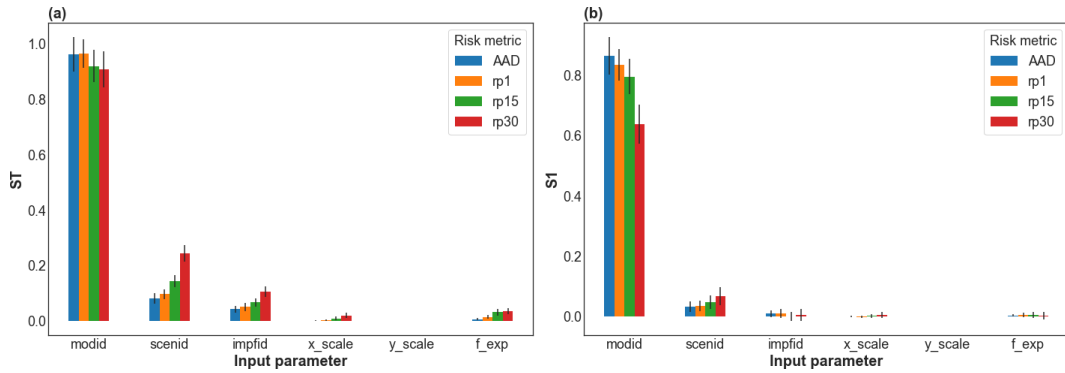 (a)
ST
1.0
0.8
0.6
0.4
0.2
0.0
Risk metric
AAD
rp1
rp15
rp30
modid scenid impfid x_scale y_scale f_exp
Input parameter
(b)
S1
0.8
0.6
0.4
0.2
0.0
Risk metric
AAD
rp1
rp15
rp30
modid scenid impfid x_scale y_scale f_exp
Input parameter